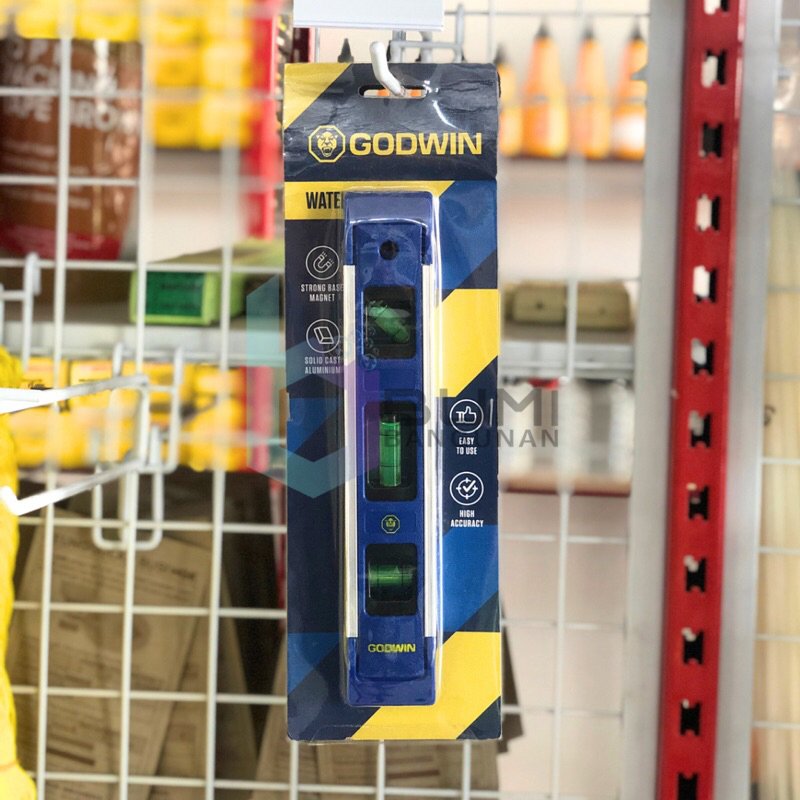 GODWIN
WATE
STRONG BASE
MAGNET
SOLID CAST
ALUMINIUM
BUMI
BANGUNAN
EASY
TO USE
HIGH
ACCURACY
GODWIN